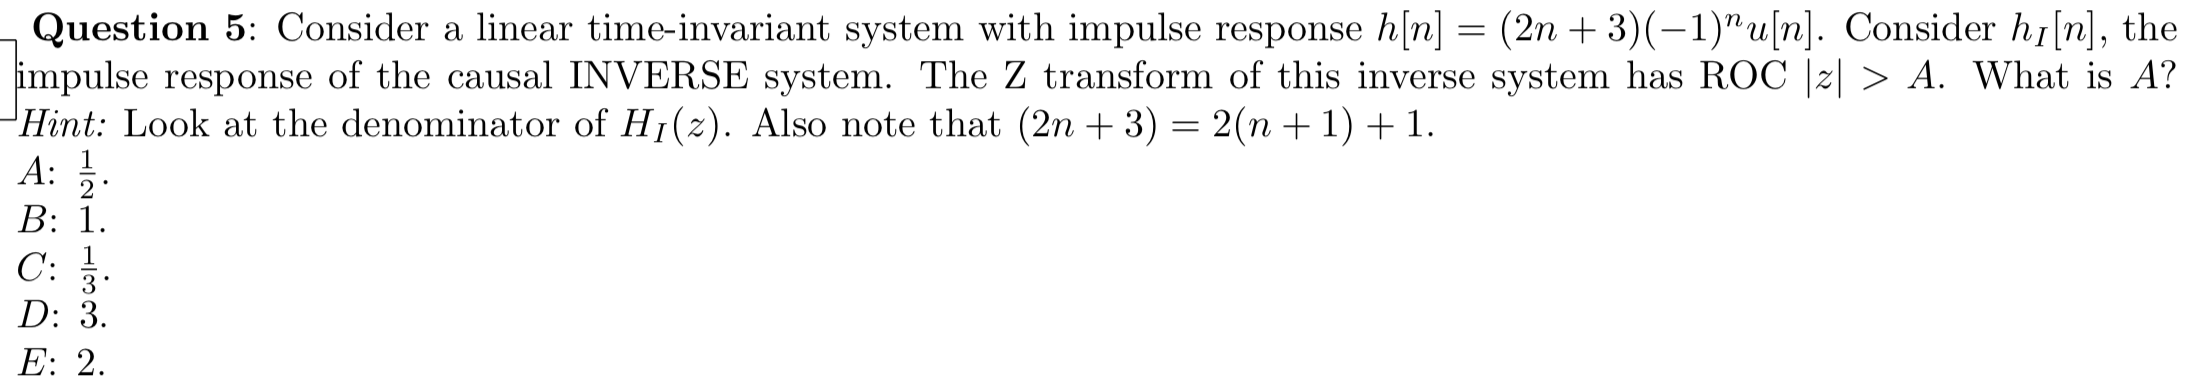 Question 5: Consider a linear time-invariant system with impulse response h[n] = (2n + 3)(−1)ⁿu[n]. Consider h_I[n], the
impulse response of the causal INVERSE system. The Z transform of this inverse system has ROC |z| > A. What is A?
Hint: Look at the denominator of H_I(z). Also note that (2n + 3) = 2(n + 1) + 1.
A: 1/2.
B: 1.
C: 1/3.
D: 3.
E: 2.